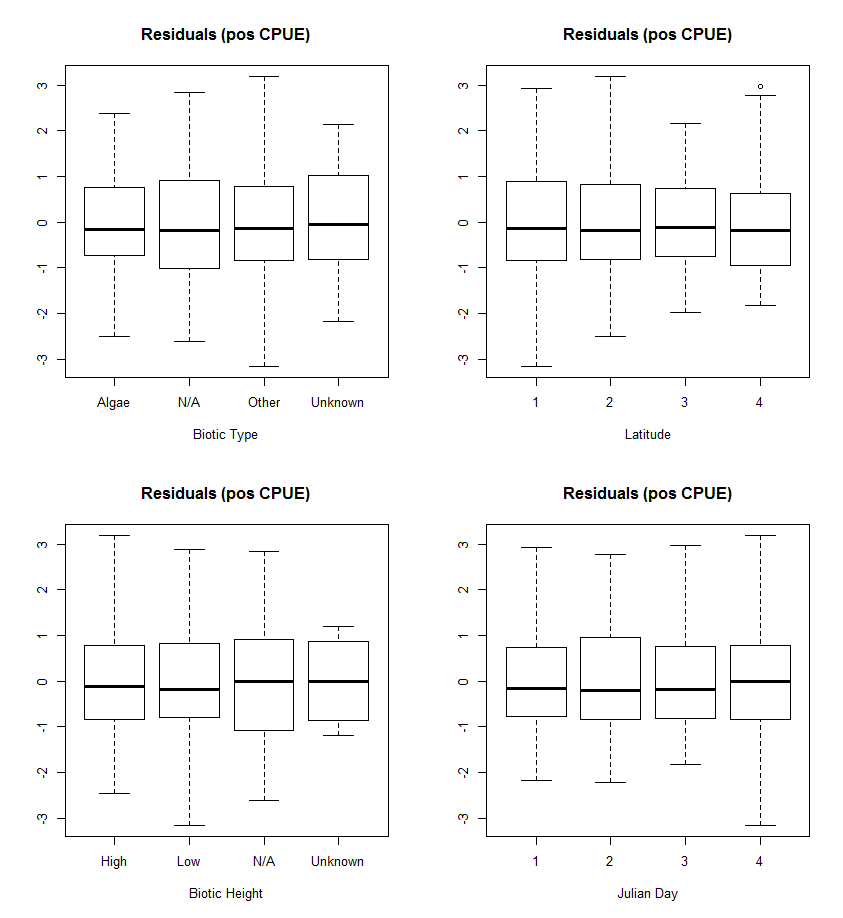 Residuals (pos CPUE)
3
2
1
0
-1
-2
-3
Algae N/A Other Unknown
Biotic Type
Residuals (pos CPUE)
3
2
1
0
-1
-2
-3
1 2 3 4
Latitude
Residuals (pos CPUE)
3
2
1
0
-1
-2
-3
High Low N/A Unknown
Biotic Height
Residuals (pos CPUE)
3
2
1
0
-1
-2
-3
1 2 3 4
Julian Day